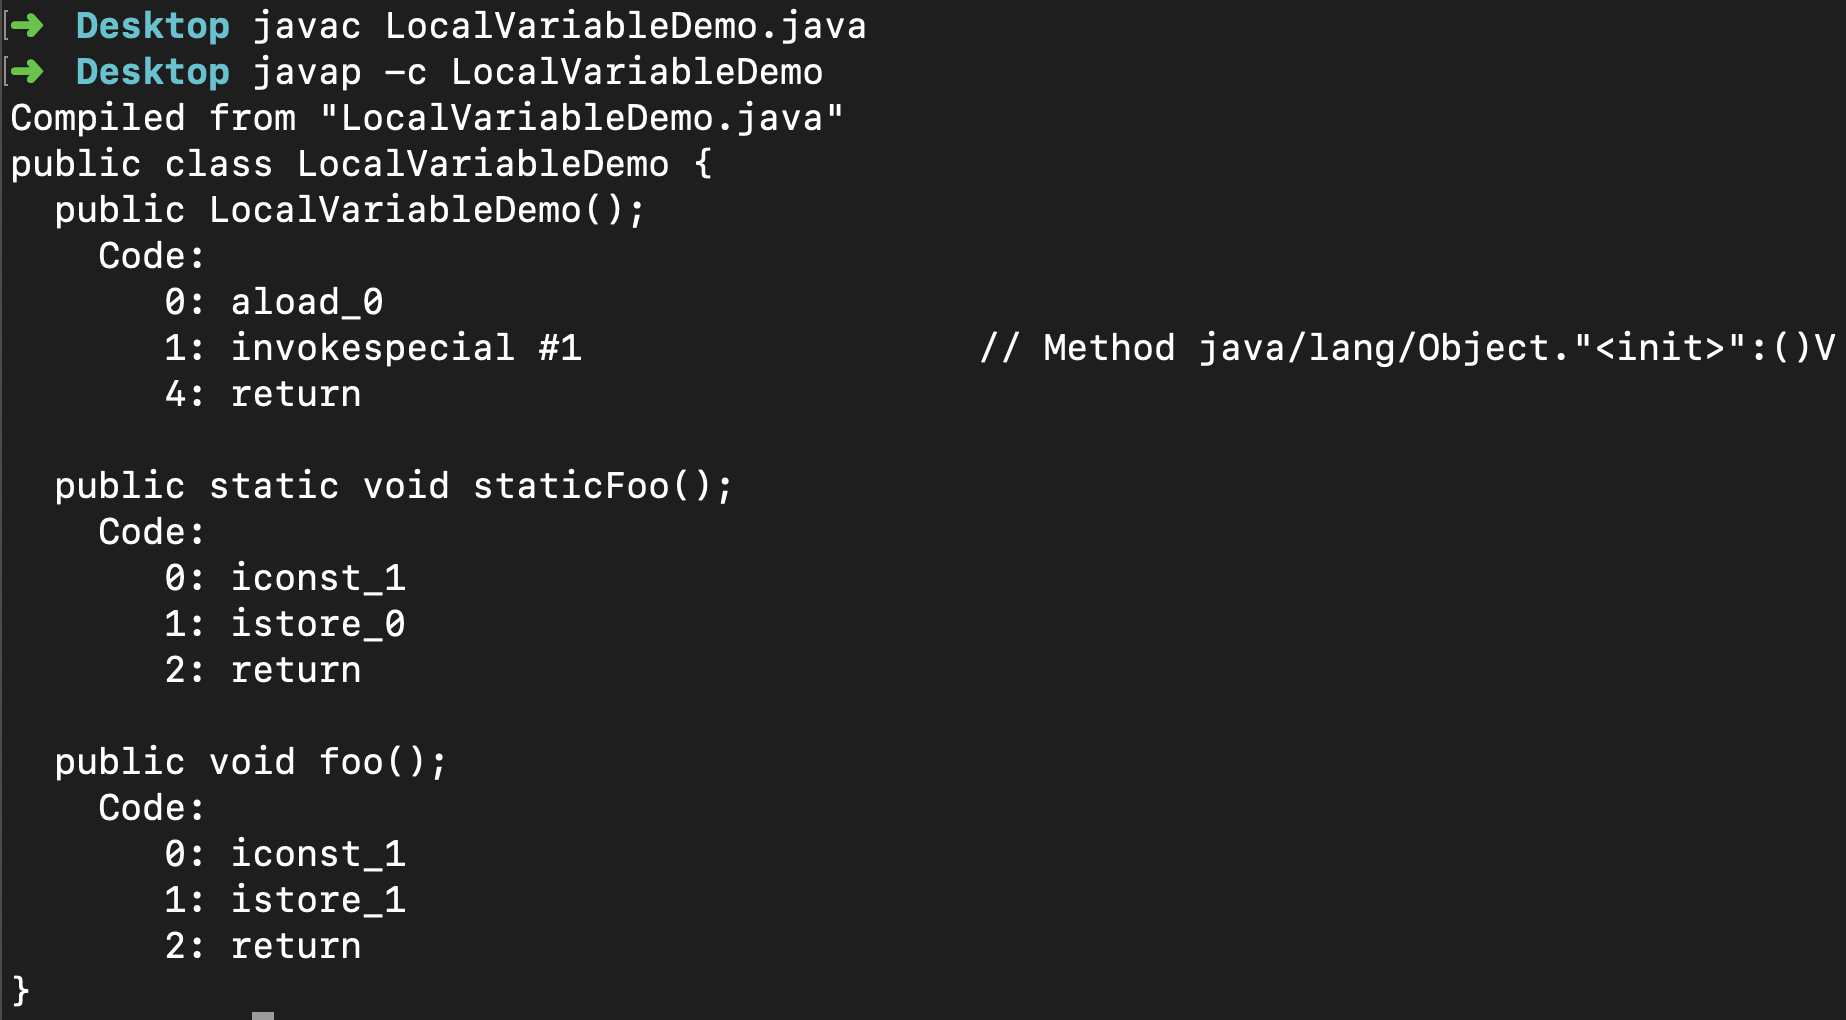 ➜  Desktop javac LocalVariableDemo.java
➜  Desktop javap -c LocalVariableDemo
Compiled from "LocalVariableDemo.java"
public class LocalVariableDemo {
  public LocalVariableDemo();
    Code:
       0: aload_0
       1: invokespecial #1                  // Method java/lang/Object."<init>":()V
       4: return

  public static void staticFoo();
    Code:
       0: iconst_1
       1: istore_0
       2: return

  public void foo();
    Code:
       0: iconst_1
       1: istore_1
       2: return
}